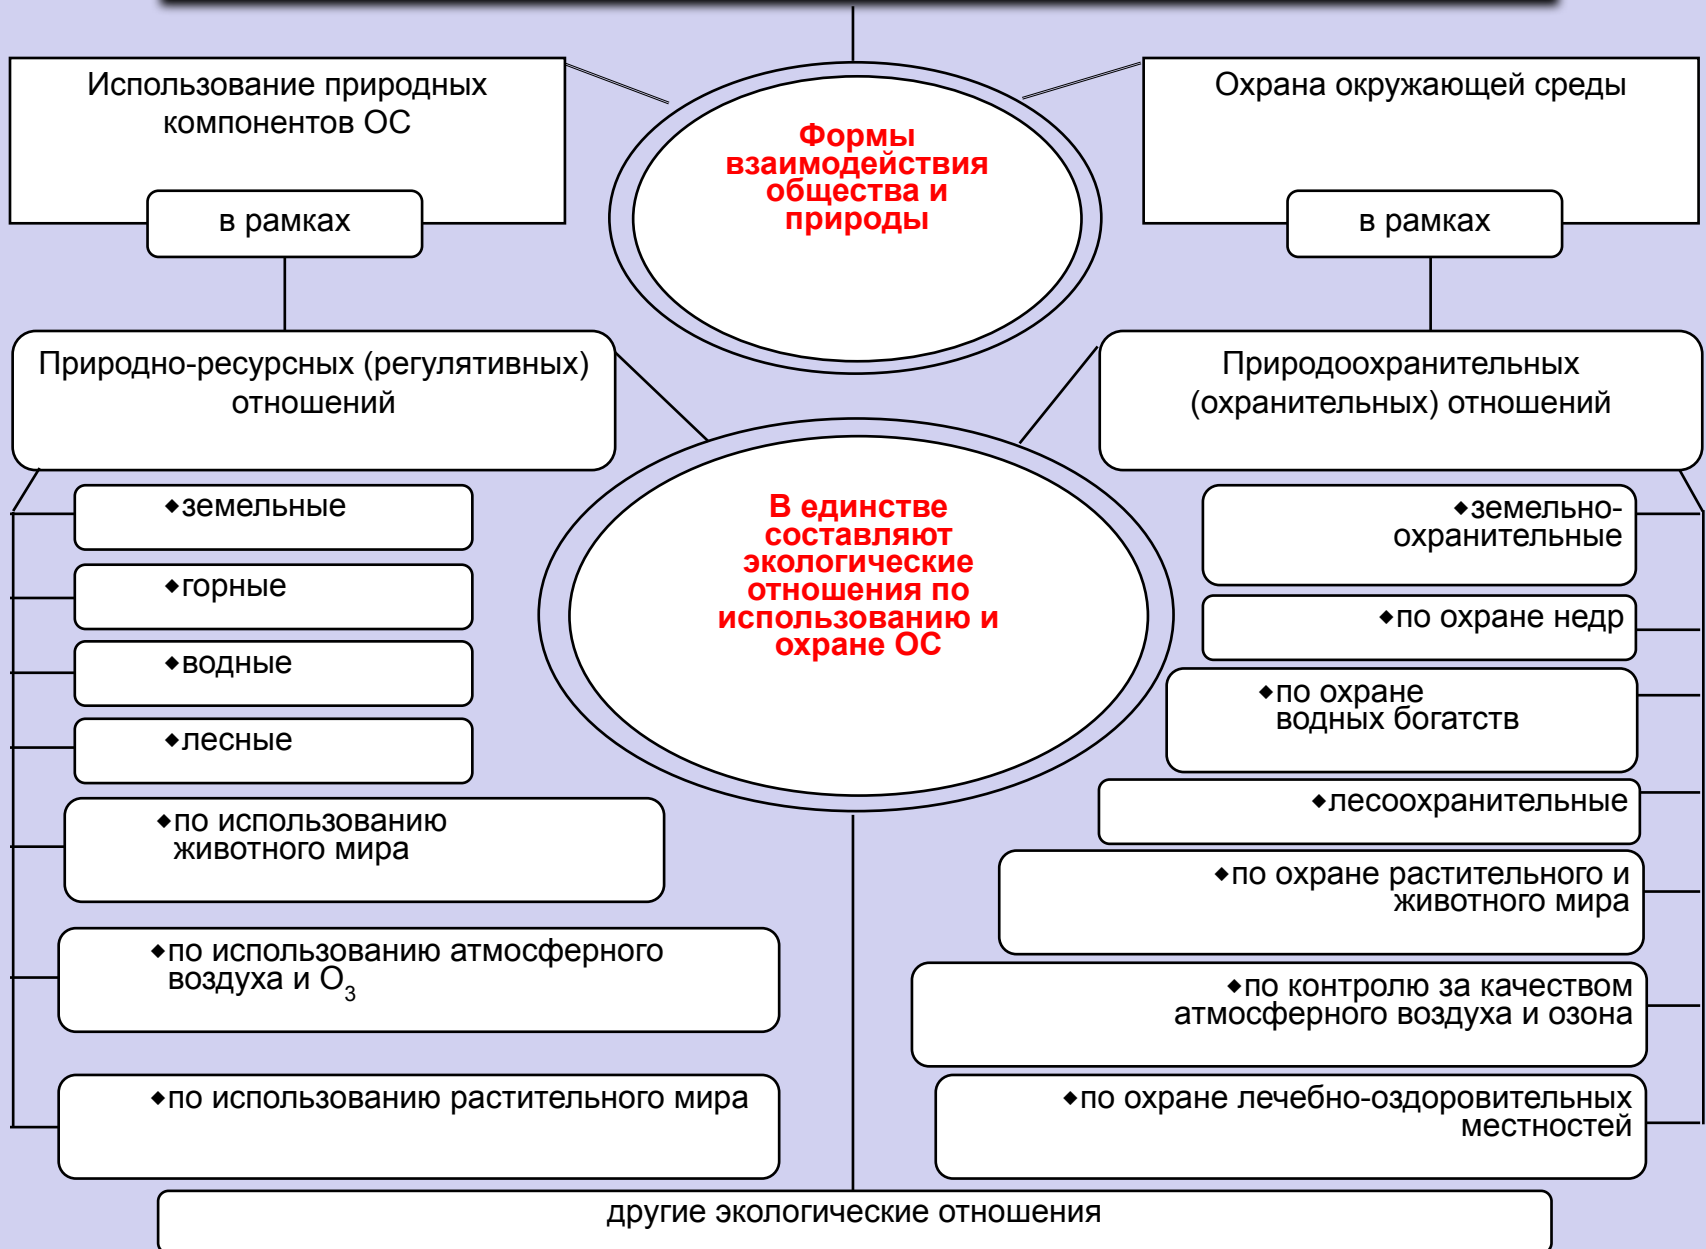 Использование природных
компонентов ОС
в рамках
Формы
взаимодействия
общества и
природы
Охрана окружающей среды
в рамках
Природно-ресурсных (регулятивных)
отношений
Природоохранительных
(охранительных) отношений
◆земельные
◆горные
◆водные
◆лесные
◆по использованию
животного мира
◆по использованию атмосферного
воздуха и O₃
◆по использованию растительного мира
В единстве
составляют
экологические
отношения по
использованию и
охране ОС
◆земельно-
охранительные
◆по охране недр
◆по охране
водных богатств
◆лесоохранительные
◆по охране растительного и
животного мира
◆по контролю за качеством
атмосферного воздуха и озона
◆по охране лечебно-оздоровительных
местностей
другие экологические отношения